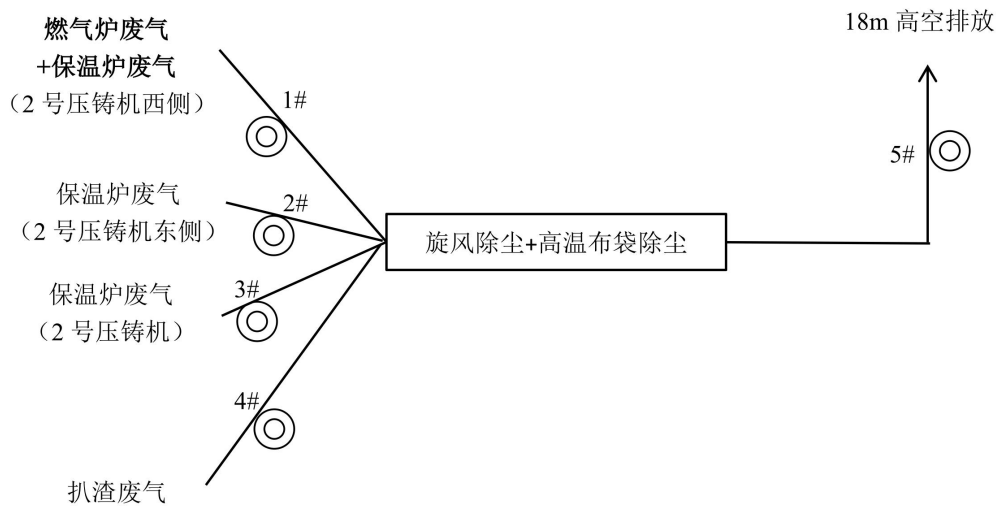 18m 高空排放
燃气炉废气
+保温炉废气
（2 号压铸机西侧）
1#
5#
保温炉废气
（2 号压铸机东侧）
2#
旋风除尘+高温布袋除尘
保温炉废气
（2 号压铸机）
3#
4#
扒渣废气